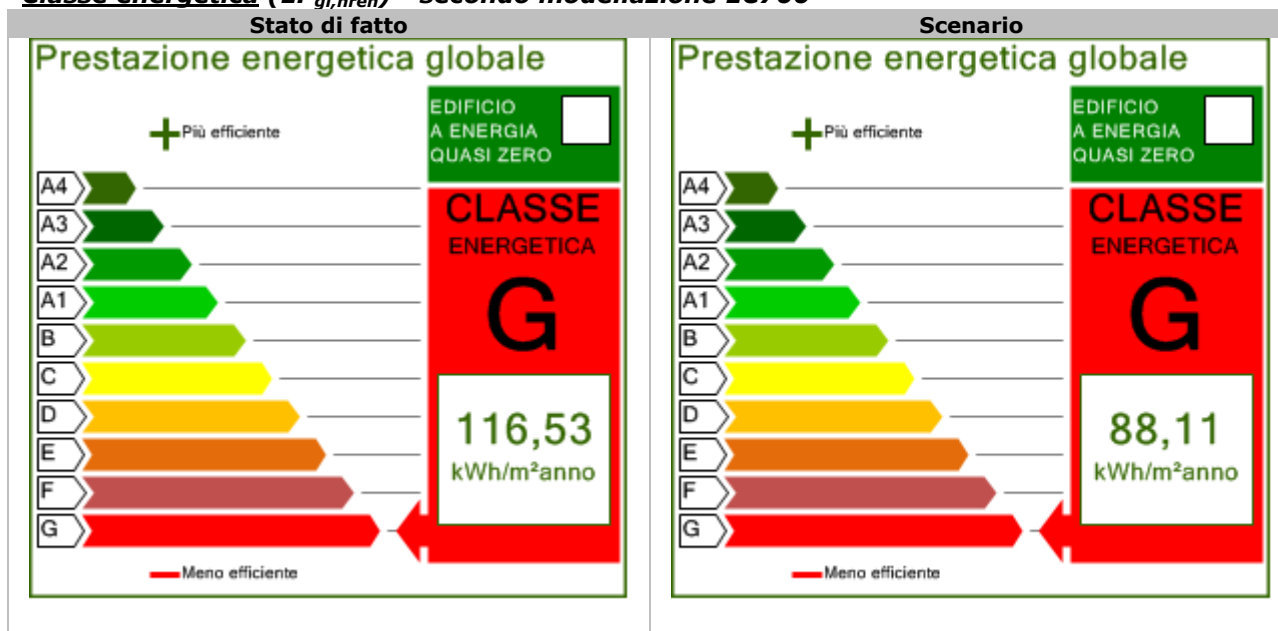 Stato di fatto
Scenario
Prestazione energetica globale
Più efficiente
EDIFICIO
A ENERGIA
QUASI ZERO
A4
A3
A2
A1
B
C
D
E
F
G
CLASSE
ENERGETICA
G
116,53
kWh/m²anno
Meno efficiente
Prestazione energetica globale
Più efficiente
EDIFICIO
A ENERGIA
QUASI ZERO
A4
A3
A2
A1
B
C
D
E
F
G
CLASSE
ENERGETICA
G
88,11
kWh/m²anno
Meno efficiente